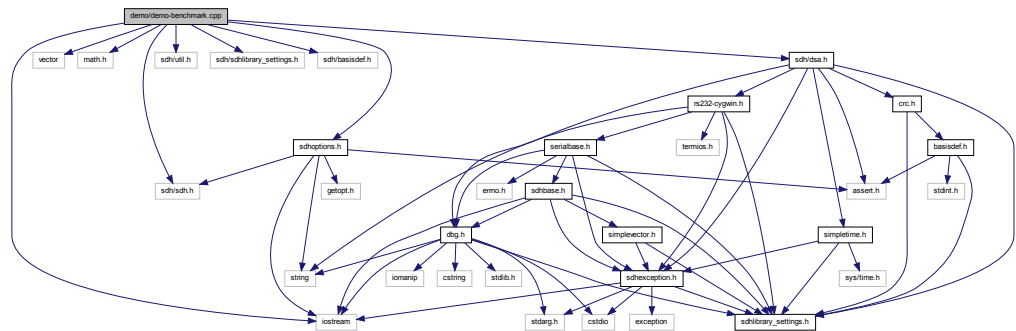 demo/demo-benchmark.cpp
vector
math.h
sdh/util.h
sdh/sdhlibrary_settings.h
sdh/basisdef.h
sdh/dsa.h
rs232-cygwin.h
crc.h
sdhoptions.h
serialbase.h
termios.h
basisdef.h
sdh/sdh.h
getopt.h
errno.h
sdhbase.h
assert.h
stdint.h
dbg.h
simplevector.h
simpletime.h
string
iomanip
cstring
stdlib.h
sdhexception.h
sys/time.h
iostream
stdarg.h
cstdio
exception
sdhlibrary_settings.h